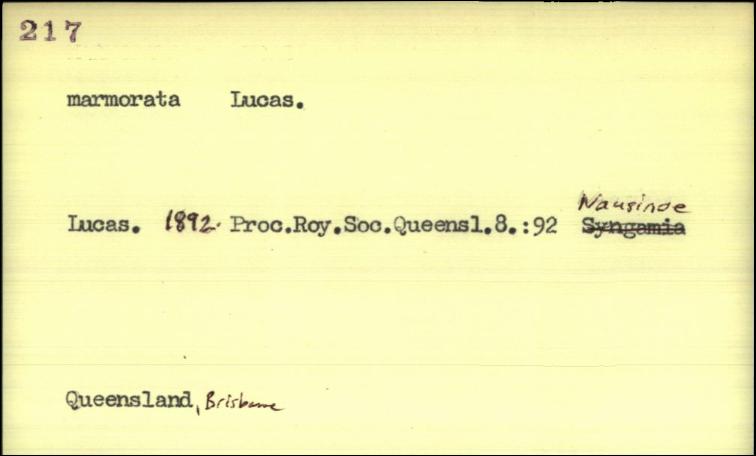 217
marmorata Lucas.
Lucas. 1892. Proc.Roy.Soc.Queensl.8.:92 Nausinoe Syngamia
Queensland, Brisbane